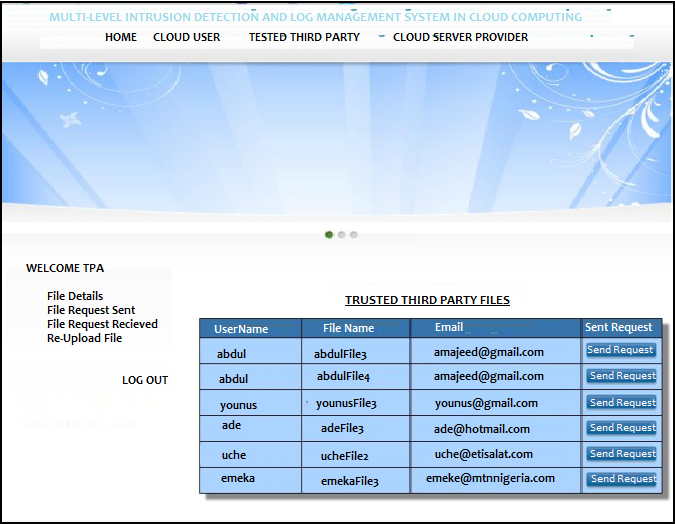 MULTI-LEVEL INTRUSION DETECTION AND LOG MANAGEMENT SYSTEM IN CLOUD COMPUTING
HOME CLOUD USER TESTED THIRD PARTY CLOUD SERVER PROVIDER
WELCOME TPA
File Details
File Request Sent
File Request Recieved
Re-Upload File
LOG OUT
TRUSTED THIRD PARTY FILES
UserName File Name Email Sent Request
abdul abdulFile3 amajeed@gmail.com Send Request
abdul abdulFile4 amajeed@gmail.com Send Request
younus younusFile3 younus@gmail.com Send Request
ade adeFile3 ade@hotmail.com Send Request
uche ucheFile2 uche@etisalat.com Send Request
emeka emekaFile3 emeke@mtnnigeria.com Send Request